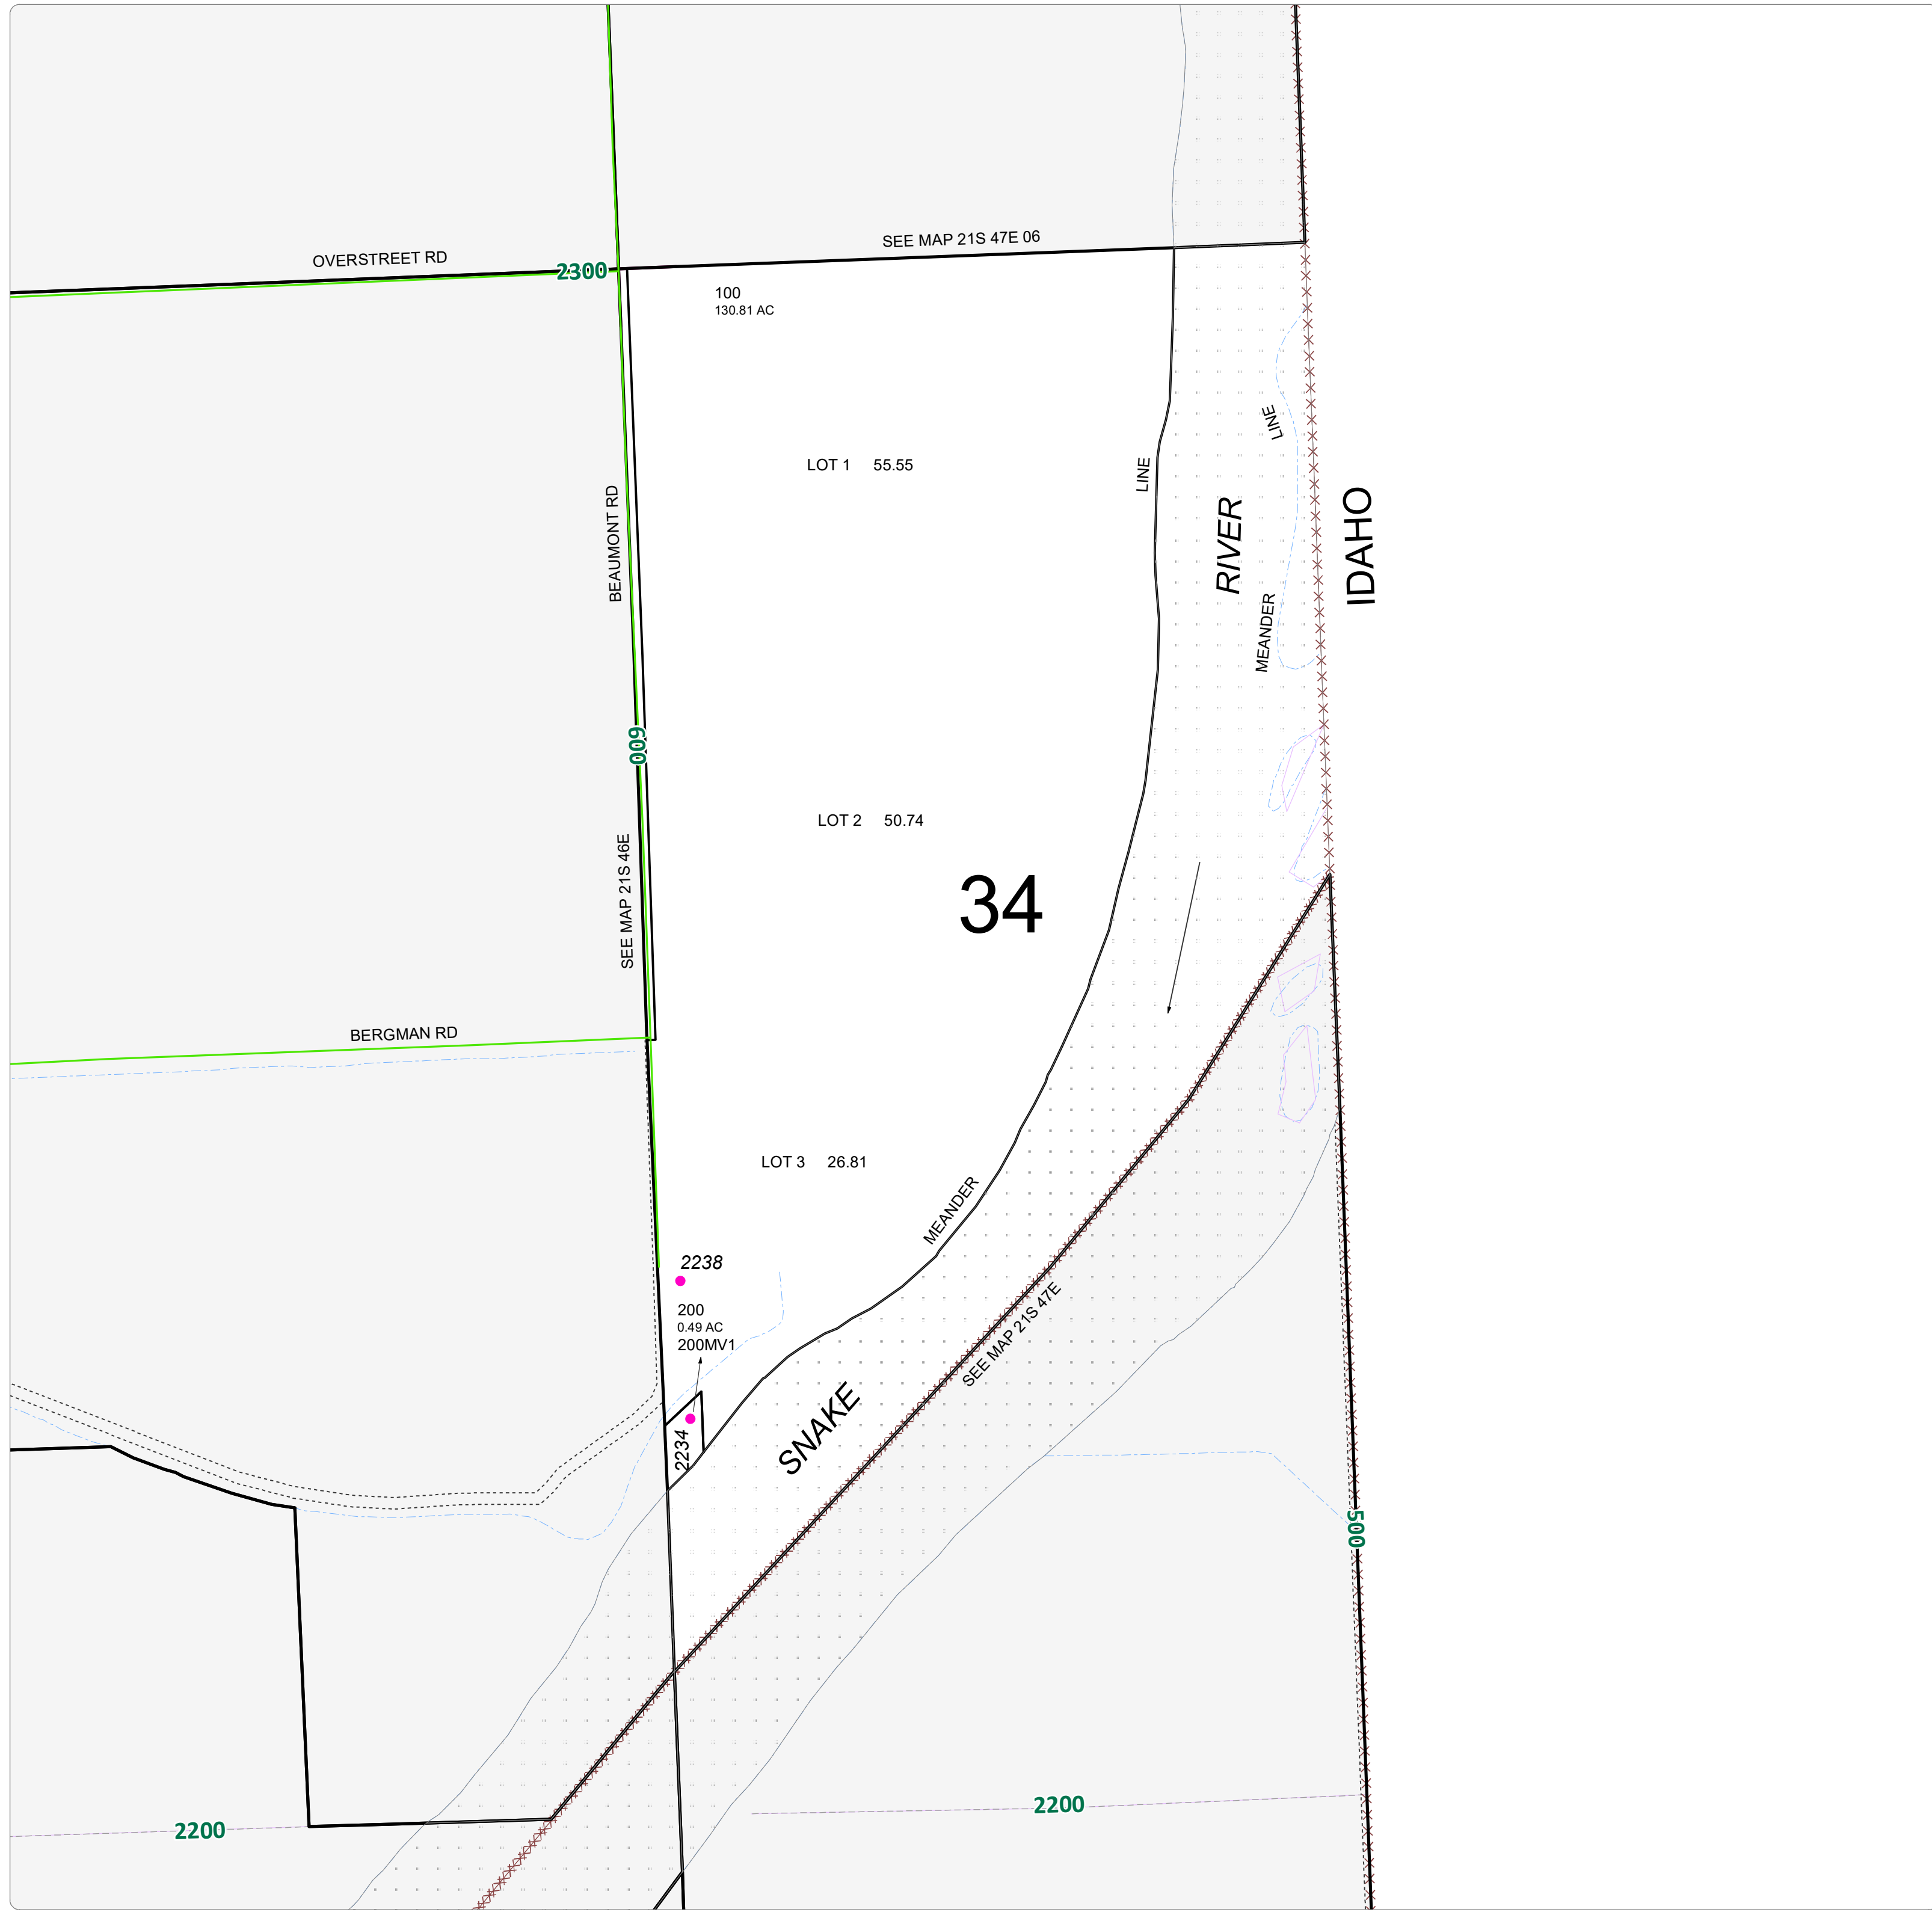 SEE MAP 21S 47E 06
OVERSTREET RD
2300
100
130.81 AC
LINE
LOT 1 55.55
LINE
BEAUMONT RD
RIVER
IDAHO
MEANDER
600
LOT 2 50.74
SEE MAP 21S 46E
34
BERGMAN RD
LOT 3 26.81
MEANDER
2238
200
0.49 AC
200MV1
SEE MAP 21S 47E
2234
SNAKE
500
2200
2200